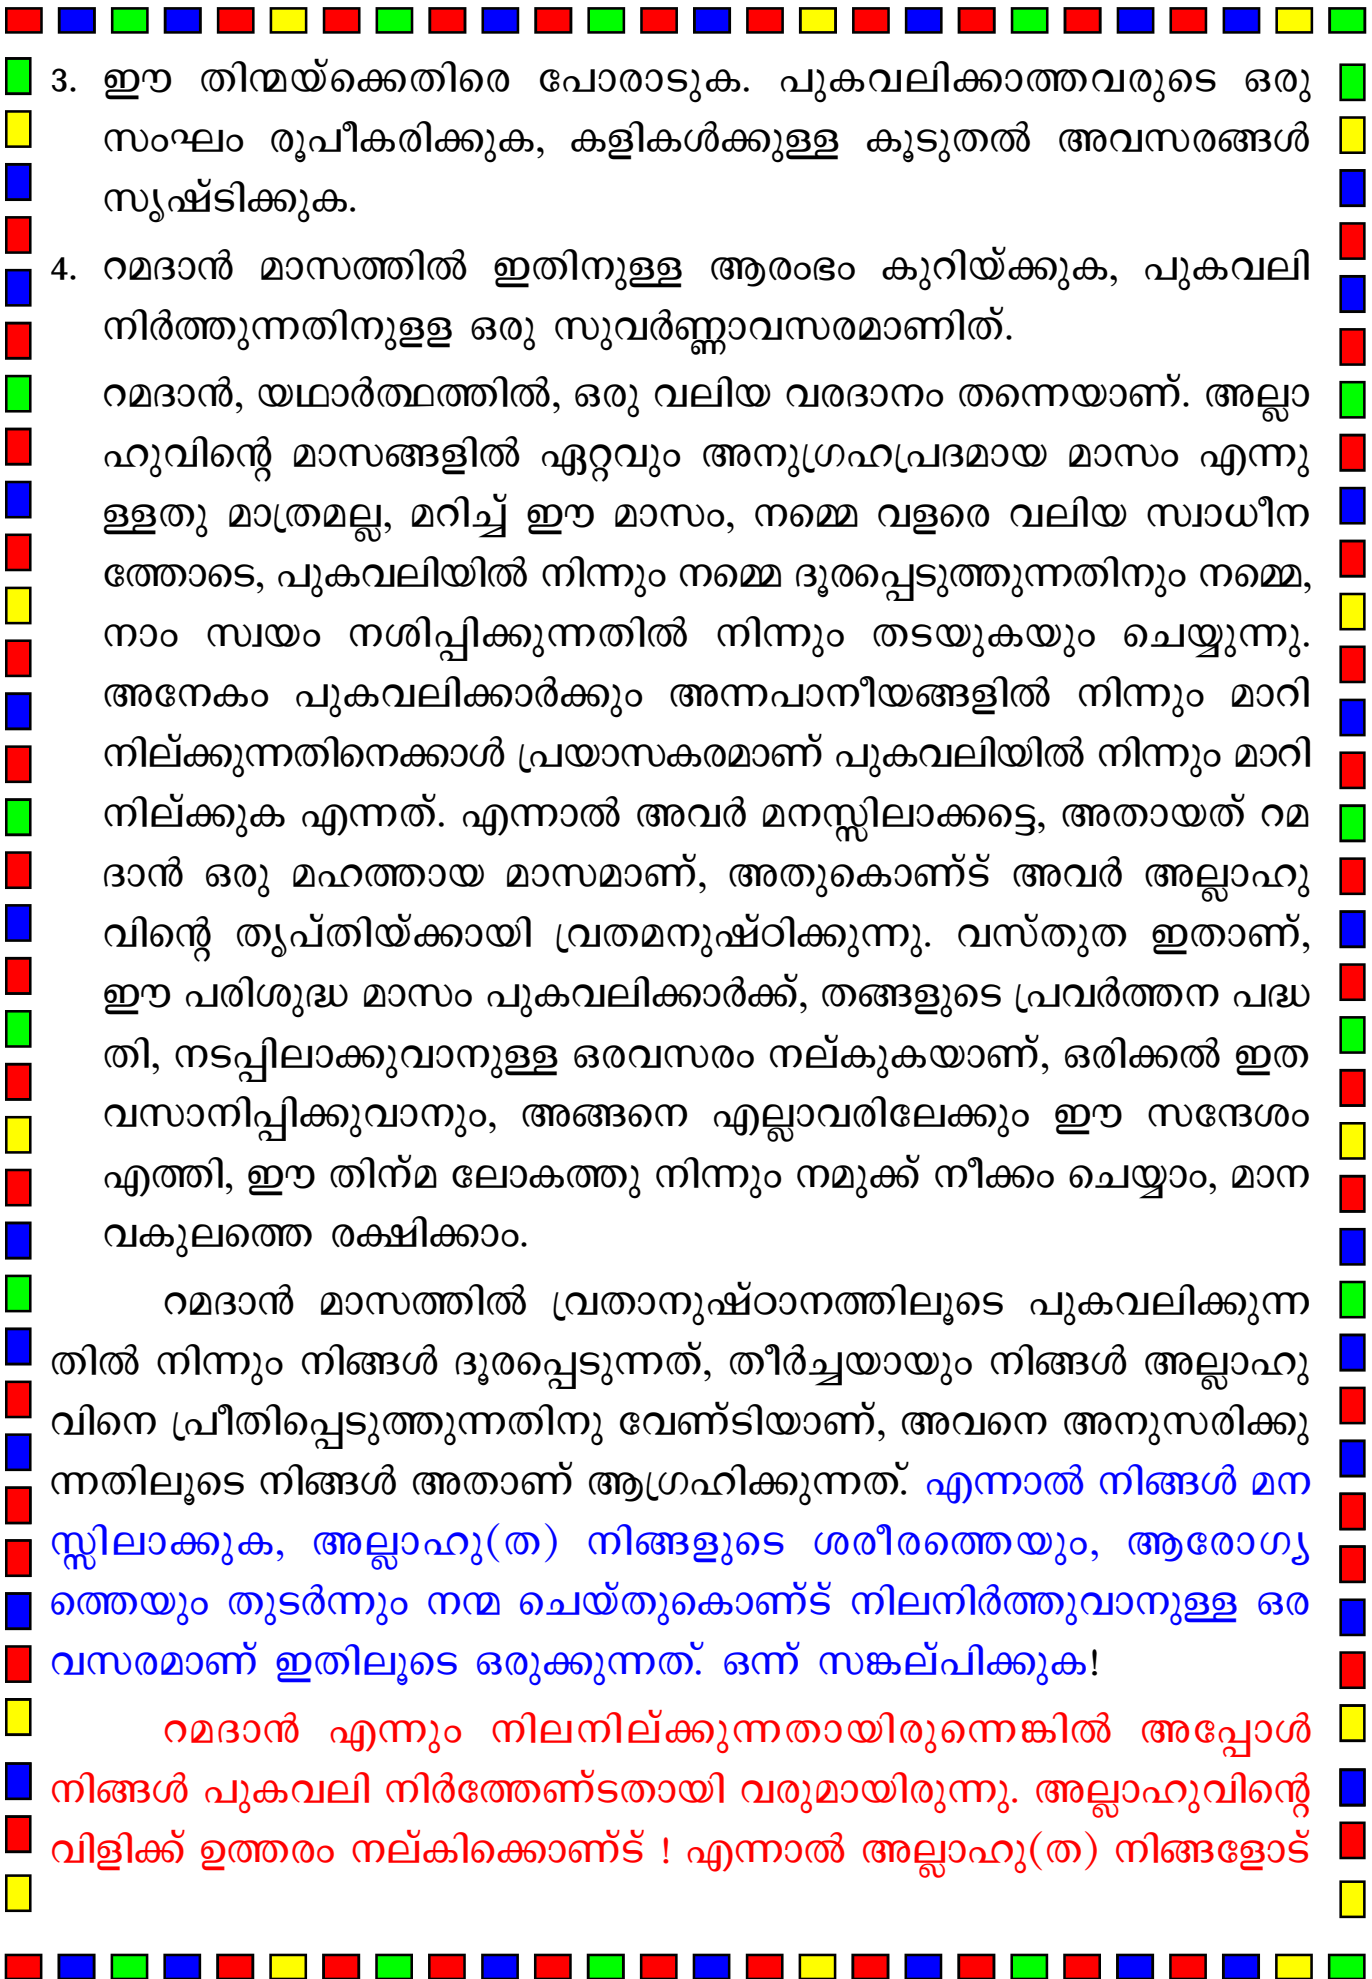 3. ഈ തിന്മയ്ക്കെതിരെ പോരാടുക. പുകവലിക്കാത്തവരുടെ ഒരു
സംഘം രൂപീകരിക്കുക, കളികൾക്കുള്ള കൂടുതൽ അവസരങ്ങൾ
സൃഷ്ടിക്കുക.
4. റമദാൻ മാസത്തിൽ ഇതിനുള്ള ആരംഭം കുറിയ്ക്കുക, പുകവലി
നിർത്തുന്നതിനുളള ഒരു സുവർണ്ണാവസരമാണിത്.
റമദാൻ, യഥാർത്ഥത്തിൽ, ഒരു വലിയ വരദാനം തന്നെയാണ്. അല്ലാ
ഹുവിന്റെ മാസങ്ങളിൽ ഏറ്റവും അനുഗ്രഹപ്രദമായ മാസം എന്നു
ള്ളതു മാത്രമല്ല, മറിച്ച് ഈ മാസം, നമ്മെ വളരെ വലിയ സ്വാധീന
ത്തോടെ, പുകവലിയിൽ നിന്നും നമ്മെ ദൂരപ്പെടുത്തുന്നതിനും നമ്മെ,
നാം സ്വയം നശിപ്പിക്കുന്നതിൽ നിന്നും തടയുകയും ചെയ്യുന്നു.
അനേകം പുകവലിക്കാർക്കും അന്നപാനീയങ്ങളിൽ നിന്നും മാറി
നില്ക്കുന്നതിനെക്കാൾ പ്രയാസകരമാണ് പുകവലിയിൽ നിന്നും മാറി
നില്ക്കുക എന്നത്. എന്നാൽ അവർ മനസ്സിലാക്കട്ടെ, അതായത് റമ
ദാൻ ഒരു മഹത്തായ മാസമാണ്, അതുകൊണ്ട് അവർ അല്ലാഹു
വിന്റെ തൃപ്തിയ്ക്കായി വ്രതമനുഷ്ഠിക്കുന്നു. വസ്തുത ഇതാണ്,
ഈ പരിശുദ്ധ മാസം പുകവലിക്കാർക്ക്, തങ്ങളുടെ പ്രവർത്തന പദ്ധ
തി, നടപ്പിലാക്കുവാനുള്ള ഒരവസരം നല്കുകയാണ്, ഒരിക്കൽ ഇത
വസാനിപ്പിക്കുവാനും, അങ്ങനെ എല്ലാവരിലേക്കും ഈ സന്ദേശം
എത്തി, ഈ തിന്മ ലോകത്തു നിന്നും നമുക്ക് നീക്കം ചെയ്യാം, മാന
വകുലത്തെ രക്ഷിക്കാം.
റമദാൻ മാസത്തിൽ വ്രതാനുഷ്ഠാനത്തിലൂടെ പുകവലിക്കുന്ന
തിൽ നിന്നും നിങ്ങൾ ദൂരപ്പെടുന്നത്, തീർച്ചയായും നിങ്ങൾ അല്ലാഹു
വിനെ പ്രീതിപ്പെടുത്തുന്നതിനു വേണ്ടിയാണ്, അവനെ അനുസരിക്കു
ന്നതിലൂടെ നിങ്ങൾ അതാണ് ആഗ്രഹിക്കുന്നത്. എന്നാൽ നിങ്ങൾ മന
സ്സിലാക്കുക, അല്ലാഹു(ത) നിങ്ങളുടെ ശരീരത്തെയും, ആരോഗ്യ
ത്തെയും തുടർന്നും നന്മ ചെയ്തുകൊണ്ട് നിലനിർത്തുവാനുള്ള ഒര
വസരമാണ് ഇതിലൂടെ ഒരുക്കുന്നത്. ഒന്ന് സങ്കല്പിക്കുക!
റമദാൻ എന്നും നിലനില്ക്കുന്നതായിരുന്നെങ്കിൽ അപ്പോൾ
നിങ്ങൾ പുകവലി നിർത്തേണ്ടതായി വരുമായിരുന്നു. അല്ലാഹുവിന്റെ
വിളിക്ക് ഉത്തരം നല്കിക്കൊണ്ട് ! എന്നാൽ അല്ലാഹു(ത) നിങ്ങളോട്